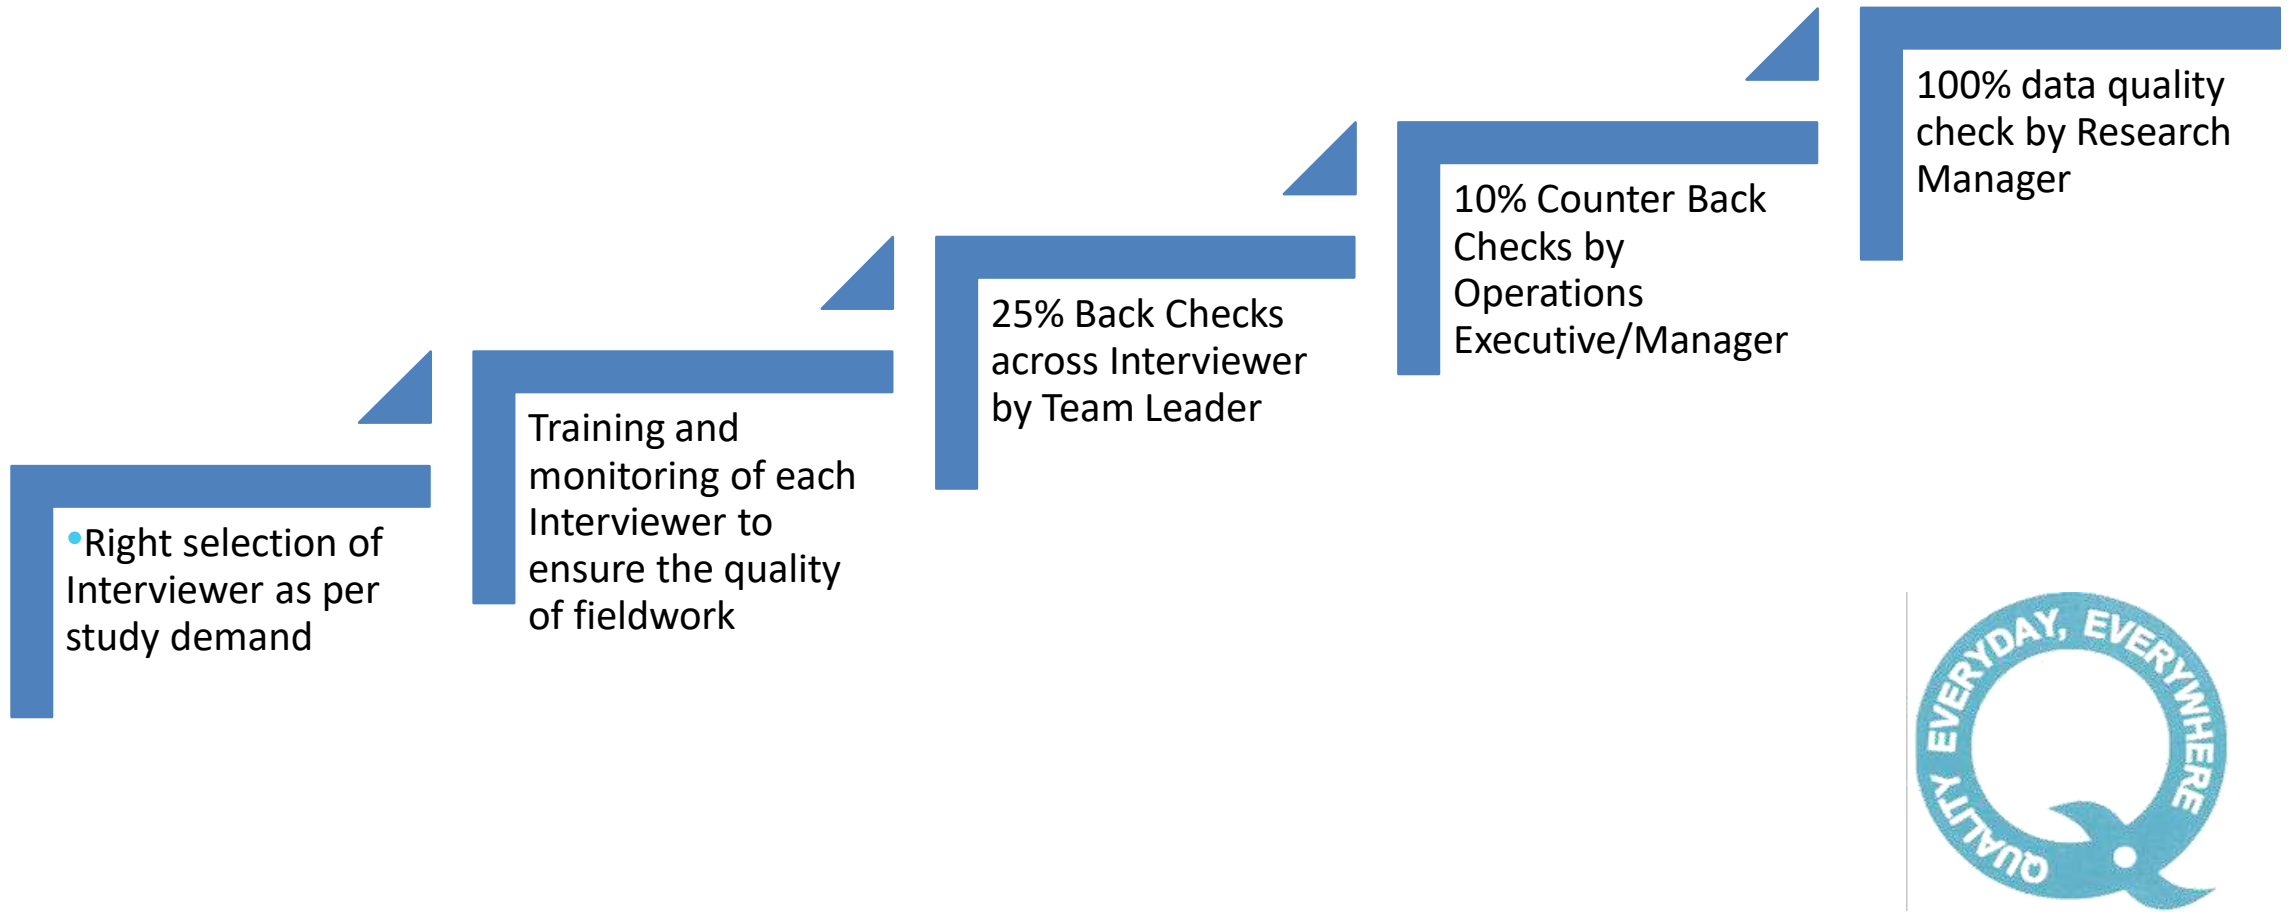 •Right selection of
Interviewer as per
study demand
Training and
monitoring of each
Interviewer to
ensure the quality
of fieldwork
25% Back Checks
across Interviewer
by Team Leader
10% Counter Back
Checks by
Operations
Executive/Manager
100% data quality
check by Research
Manager
QUALITY EVERYDAY, EVERYWHERE